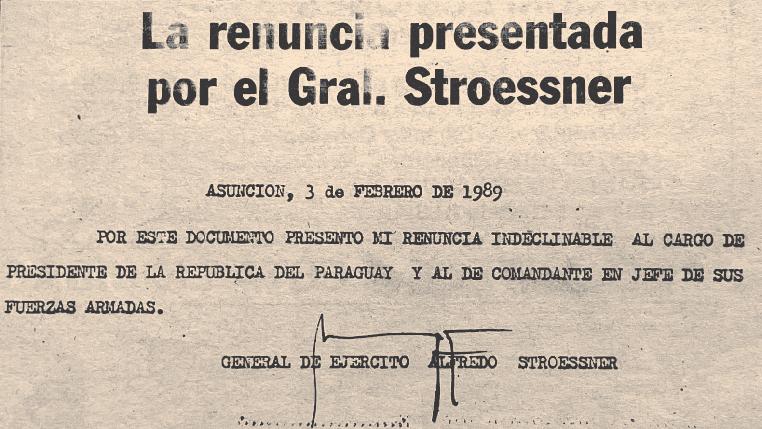 La renuncia presentada
por el Gral. Stroessner
ASUNCION, 3 de FEBRERO DE 1989
POR ESTE DOCUMENTO PRESENTO MI RENUNCIA INDECLINABLE AL CARGO DE
PRESIDENTE DE LA REPUBLICA DEL PARAGUAY Y AL DE COMANDANTE EN JEFE DE SUS
FUERZAS ARMADAS.
GENERAL DE EJERCITO ALFREDO STROESSNER